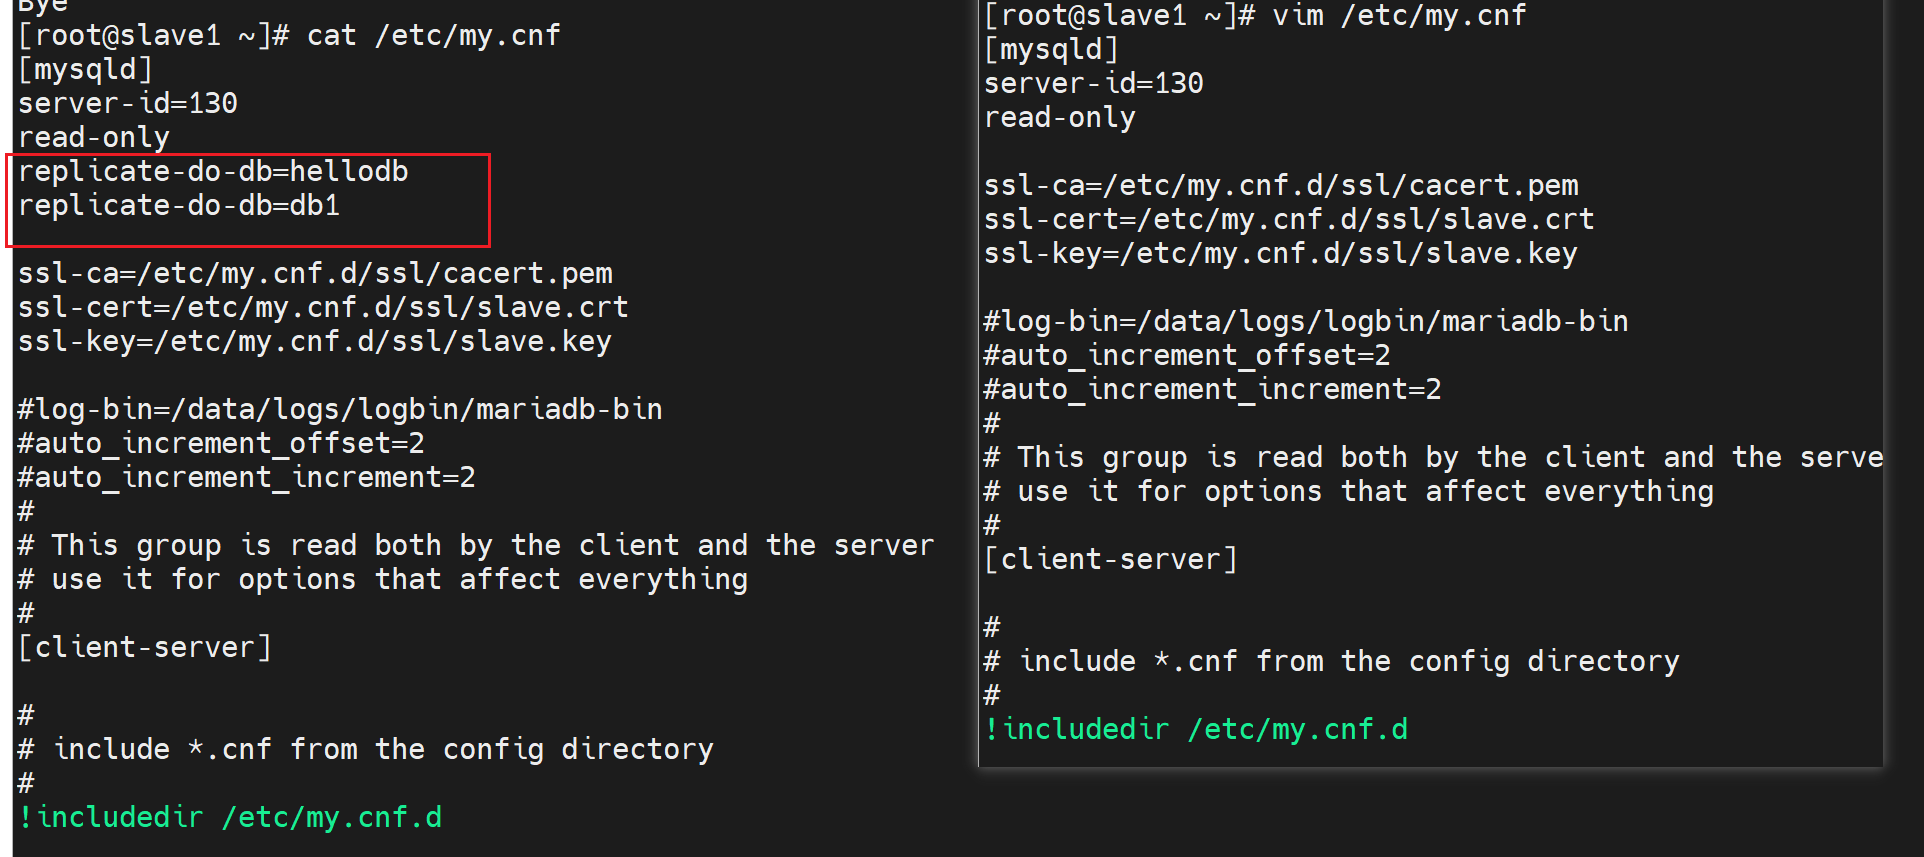 Bye
[root@slave1 ~]# cat /etc/my.cnf
[mysqld]
server-id=130
read-only
replicate-do-db=hellodb
replicate-do-db=db1
ssl-ca=/etc/my.cnf.d/ssl/cacert.pem
ssl-cert=/etc/my.cnf.d/ssl/slave.crt
ssl-key=/etc/my.cnf.d/ssl/slave.key
#log-bin=/data/logs/logbin/mariadb-bin
#auto_increment_offset=2
#auto_increment_increment=2
#
# This group is read both by the client and the server
# use it for options that affect everything
#
[client-server]
#
# include *.cnf from the config directory
#
!includedir /etc/my.cnf.d
[root@slave1 ~]# vim /etc/my.cnf
[mysqld]
server-id=130
read-only
ssl-ca=/etc/my.cnf.d/ssl/cacert.pem
ssl-cert=/etc/my.cnf.d/ssl/slave.crt
ssl-key=/etc/my.cnf.d/ssl/slave.key
#log-bin=/data/logs/logbin/mariadb-bin
#auto_increment_offset=2
#auto_increment_increment=2
#
# This group is read both by the client and the serve
# use it for options that affect everything
#
[client-server]
#
# include *.cnf from the config directory
#
!includedir /etc/my.cnf.d